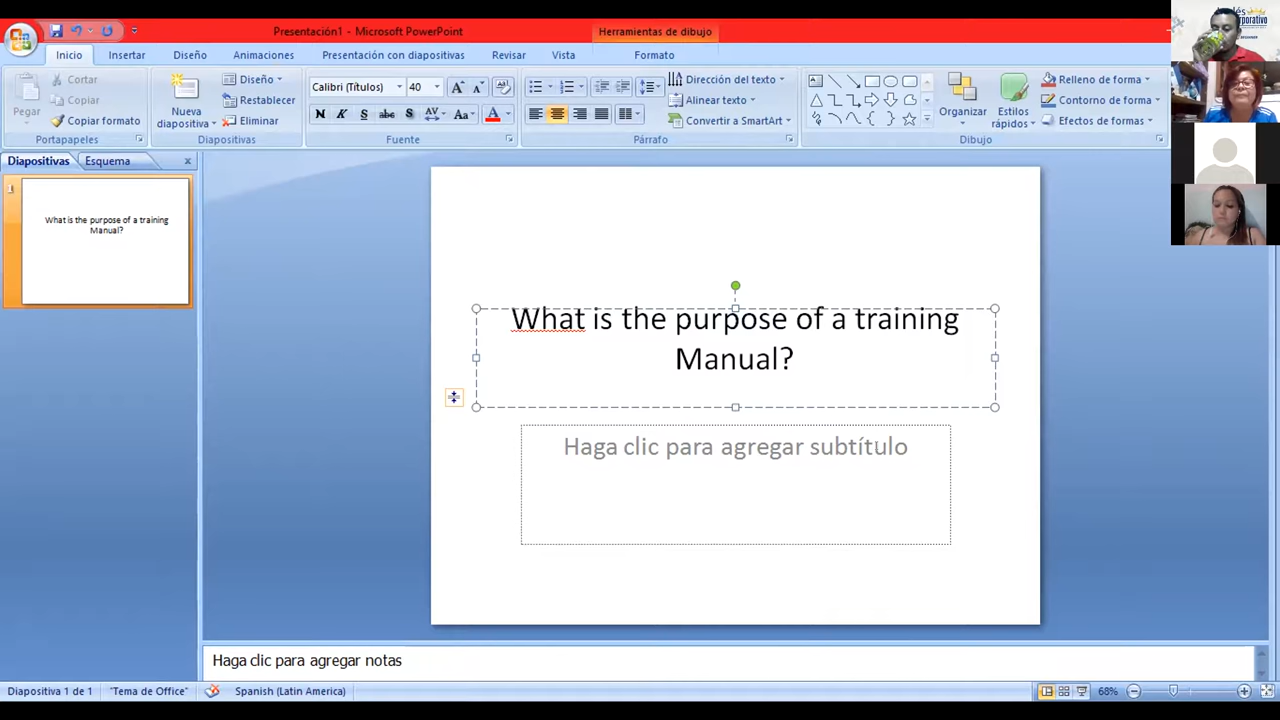 Presentación1 - Microsoft PowerPoint
Herramientas de dibujo
Inicio Insertar Diseño Animaciones Presentación con diapositivas Revisar Vista Formato
Pegar
Cortar
Copiar
Copiar formato
Portapapeles
Nueva diapositiva
Diseño
Restablecer
Eliminar
Diapositivas
Calibri (Títulos) 40
N K S abc S AV Aa A
Fuente
Dirección del texto
Alinear texto
Convertir a SmartArt
Párrafo
Organizar
Estilos rápidos
Relleno de forma
Contorno de forma
Efectos de formas
Dibujo
Diapositivas Esquema
1
What is the purpose of a training
Manual?
What is the purpose of a training
Manual?
Haga clic para agregar subtítulo
Haga clic para agregar notas
Diapositiva 1 de 1 "Tema de Office" Spanish (Latin America) 68%